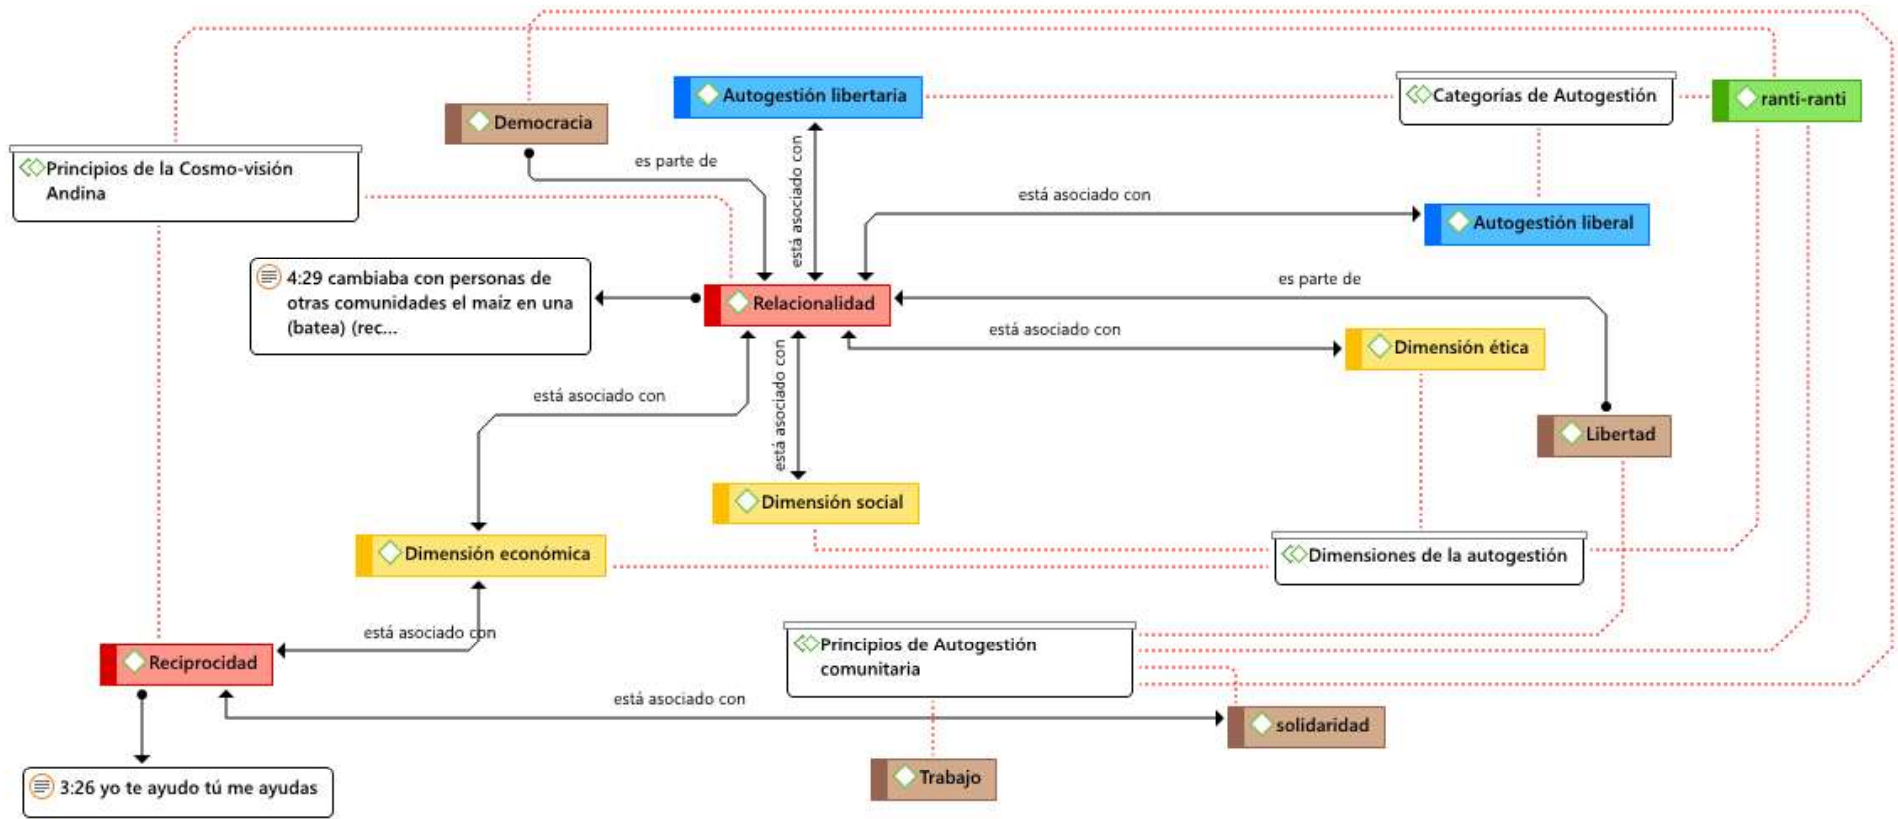 Autogestión libertaria
Categorías de Autogestión
ranti-ranti
Democracia
está asociado con
es parte de
Principios de la Cosmo-visión
Andina
está asociado con
Autogestión liberal
4:29 cambiaba con personas de
otras comunidades el maíz en una
(batea) (rec...
Relacionalidad
es parte de
está asociado con
Dimensión ética
está asociado con
está asociado con
Libertad
Dimensión social
Dimensión económica
Dimensiones de la autogestión
está asociado con
Principios de Autogestión
comunitaria
Reciprocidad
está asociado con
solidaridad
Trabajo
3:26 yo te ayudo tú me ayudas